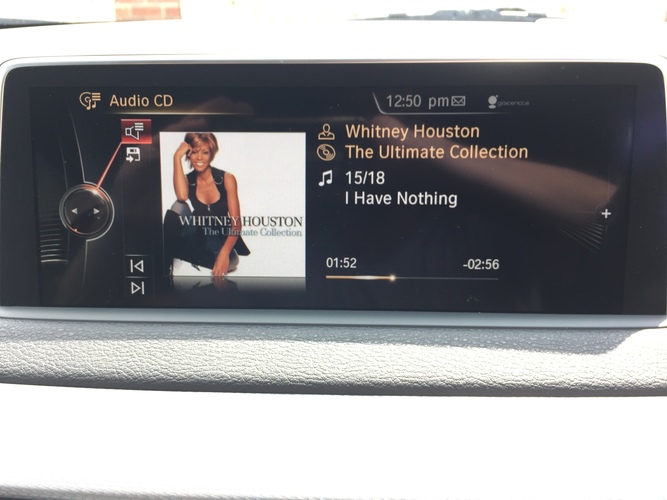 Audio CD
12:50 pm
gracenote
Whitney Houston
The Ultimate Collection
15/18
I Have Nothing
01:52
-02:56
WHITNEY HOUSTON
The Ultimate Collection